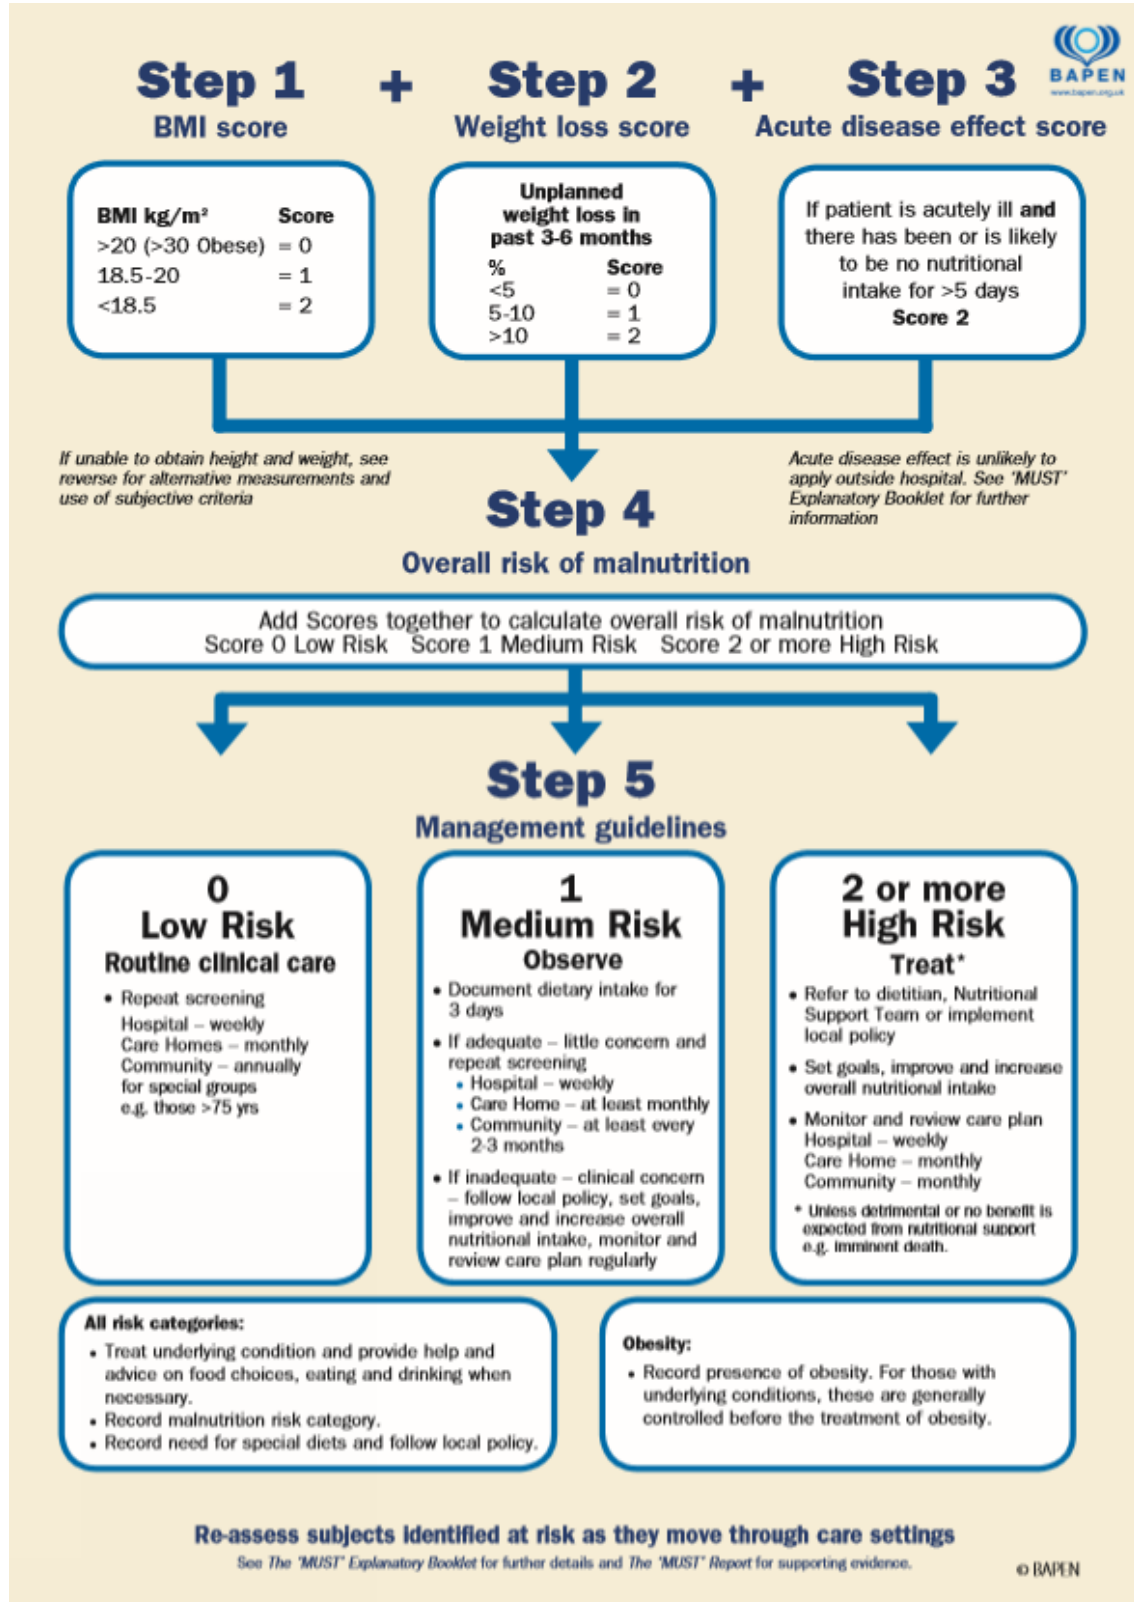 BAPEN
www.bapen.org.uk
Step 1 + Step 2 + Step 3
BMI score
Weight loss score
Acute disease effect score
BMI kg/m² Score
>20 (>30 Obese) = 0
18.5-20 = 1
<18.5 = 2
Unplanned
weight loss in
past 3-6 months
% Score
<5 = 0
5-10 = 1
>10 = 2
If patient is acutely ill and
there has been or is likely
to be no nutritional
intake for >5 days
Score 2
If unable to obtain height and weight, see
reverse for alternative measurements and
use of subjective criteria
Acute disease effect is unlikely to
apply outside hospital. See 'MUST'
Explanatory Booklet for further
information
Step 4
Overall risk of malnutrition
Add Scores together to calculate overall risk of malnutrition
Score 0 Low Risk Score 1 Medium Risk Score 2 or more High Risk
Step 5
Management guidelines
0
Low Risk
Routine clinical care
• Repeat screening
Hospital – weekly
Care Homes – monthly
Community – annually
for special groups
e.g. those >75 yrs
1
Medium Risk
Observe
• Document dietary intake for
3 days
• If adequate – little concern and
repeat screening
• Hospital – weekly
• Care Home – at least monthly
• Community – at least every
2-3 months
• If inadequate – clinical concern
– follow local policy, set goals,
improve and increase overall
nutritional intake, monitor and
review care plan regularly
2 or more
High Risk
Treat*
• Refer to dietitian, Nutritional
Support Team or implement
local policy
• Set goals, improve and increase
overall nutritional intake
• Monitor and review care plan
Hospital – weekly
Care Home – monthly
Community – monthly
* Unless detrimental or no benefit is
expected from nutritional support
e.g. imminent death.
All risk categories:
• Treat underlying condition and provide help and
advice on food choices, eating and drinking when
necessary.
• Record malnutrition risk category.
• Record need for special diets and follow local policy.
Obesity:
• Record presence of obesity. For those with
underlying conditions, these are generally
controlled before the treatment of obesity.
Re-assess subjects identified at risk as they move through care settings
See The 'MUST' Explanatory Booklet for further details and The 'MUST' Report for supporting evidence.
© BAPEN